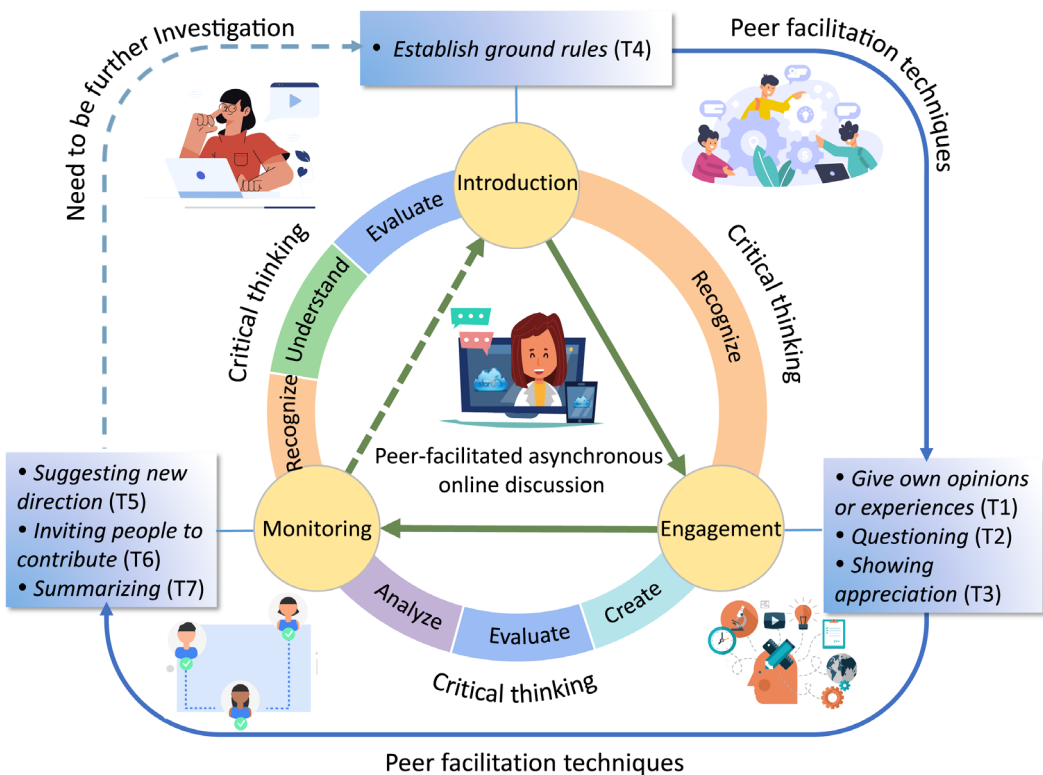 Need to be further Investigation
• Establish ground rules (T4)
Peer facilitation techniques
Introduction
Evaluate
Understand
Recognize
Critical thinking
Recognize
Critical thinking
Peer-facilitated asynchronous
online discussion
• Suggesting new
direction (T5)
• Inviting people to
contribute (T6)
• Summarizing (T7)
Monitoring
Engagement
• Give own opinions
or experiences (T1)
• Questioning (T2)
• Showing
appreciation (T3)
Analyze
Evaluate
Create
Critical thinking
Peer facilitation techniques